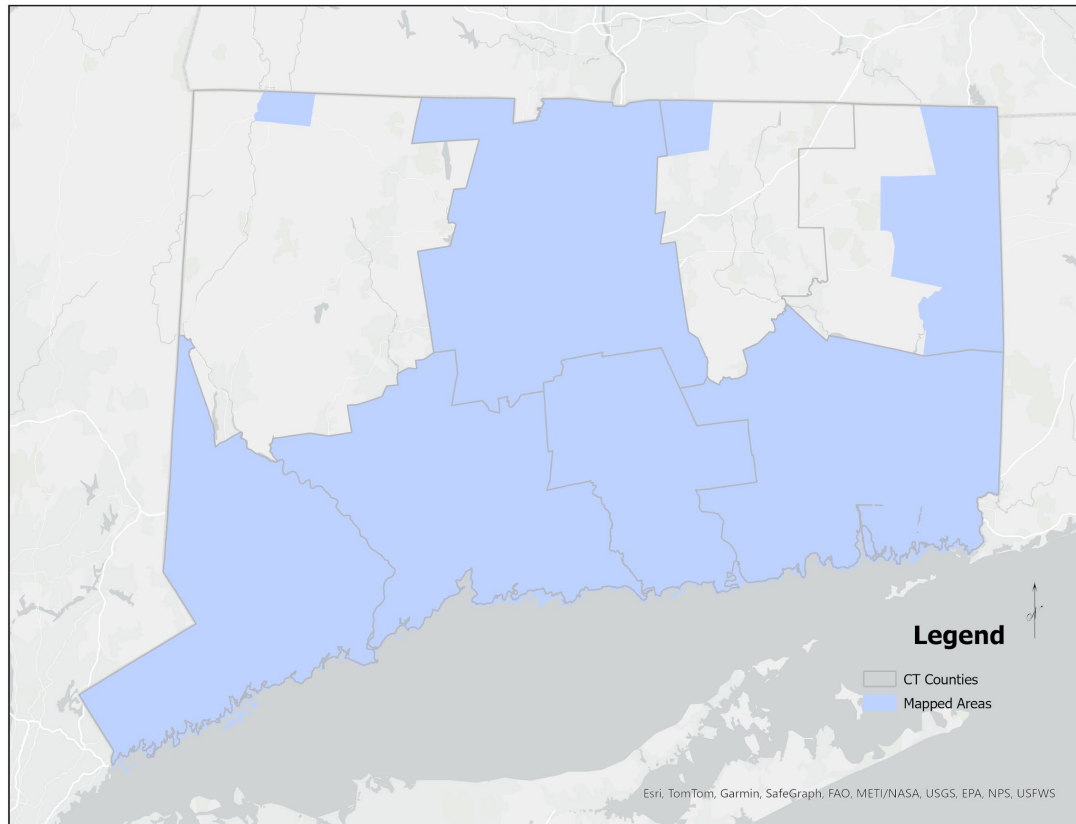 Legend
CT Counties
Mapped Areas
Esri, TomTom, Garmin, SafeGraph, FAO, METI/NASA, USGS, EPA, NPS, USFWS